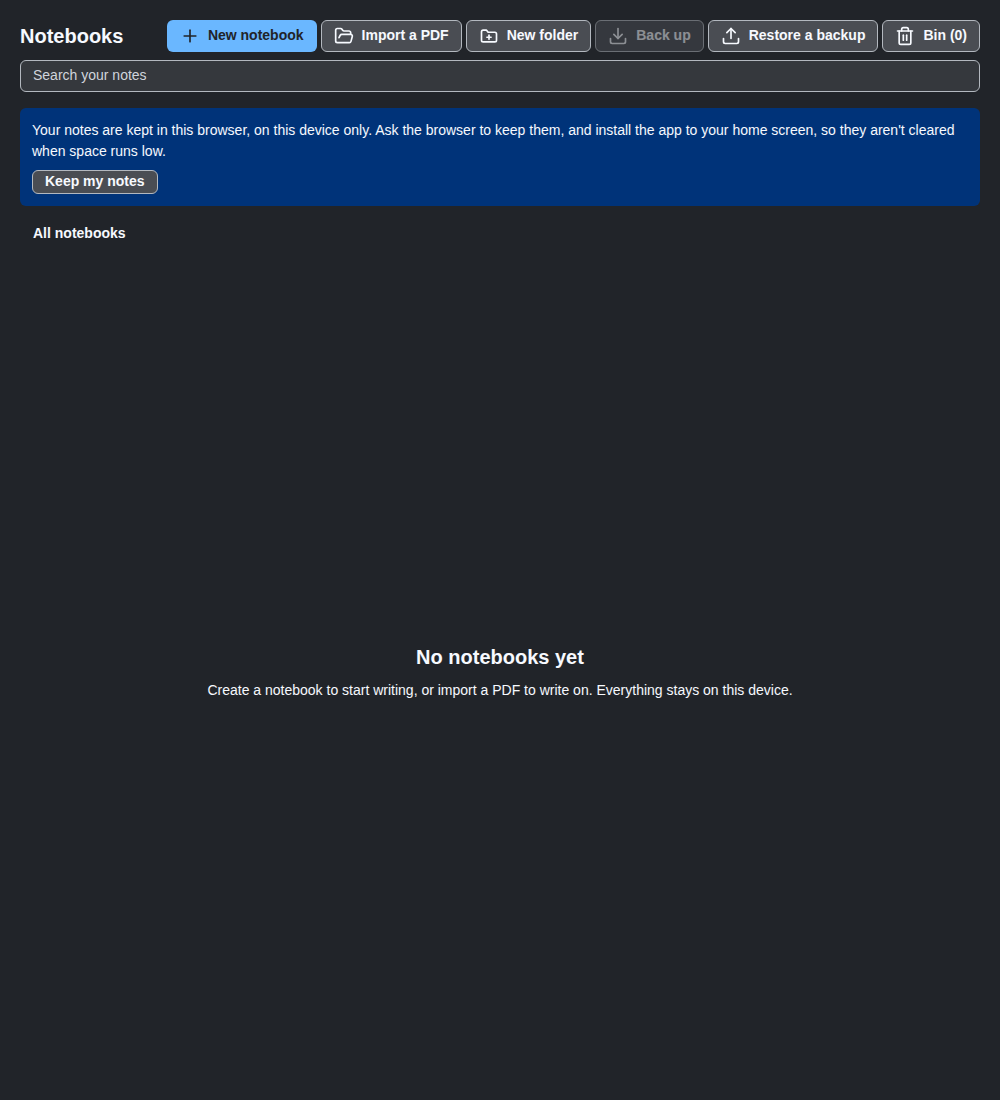 Notebooks
New notebook
Import a PDF
New folder
Back up
Restore a backup
Bin (0)
Search your notes
Your notes are kept in this browser, on this device only. Ask the browser to keep them, and install the app to your home screen, so they aren't cleared
when space runs low.
Keep my notes
All notebooks
No notebooks yet
Create a notebook to start writing, or import a PDF to write on. Everything stays on this device.